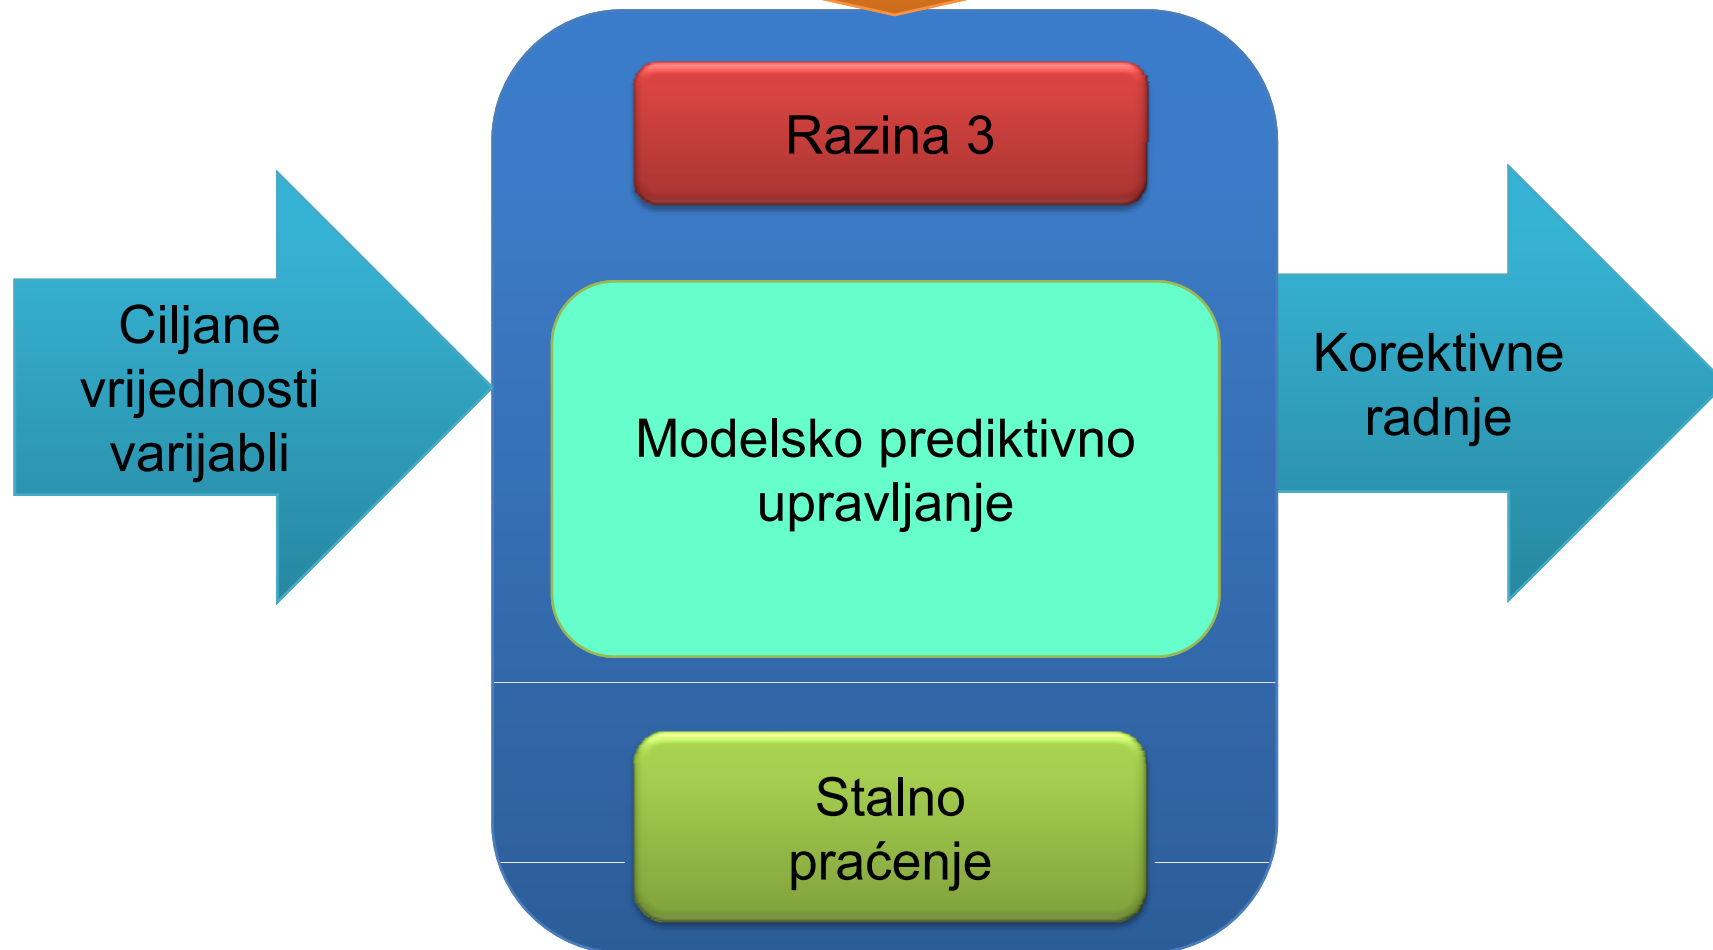 Razina 3
Ciljane
vrijednosti
varijabli
Modelsko prediktivno
upravljanje
Korektivne
radnje
Stalno
praćenje